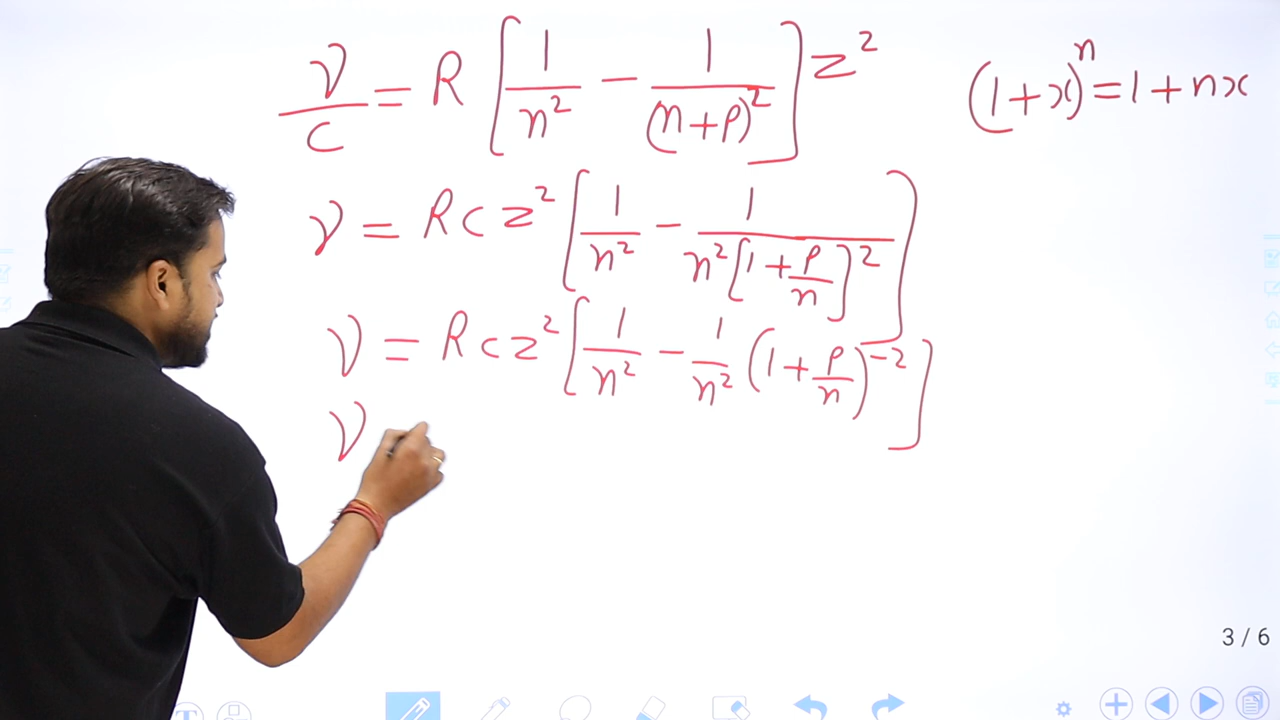 ν/c = R [1/n² − 1/(n+p)²] z²
(1+x)ⁿ = 1+nx
ν = Rcz² [1/n² − 1/n²[1+p/n]²]
ν = Rcz² [1/n² − 1/n² (1+p/n)⁻²]
ν
3 / 6
T